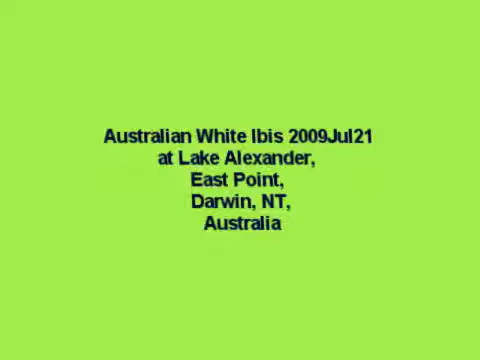 Australian White Ibis 2009Jul21
at Lake Alexander,
East Point,
Darwin, NT,
Australia